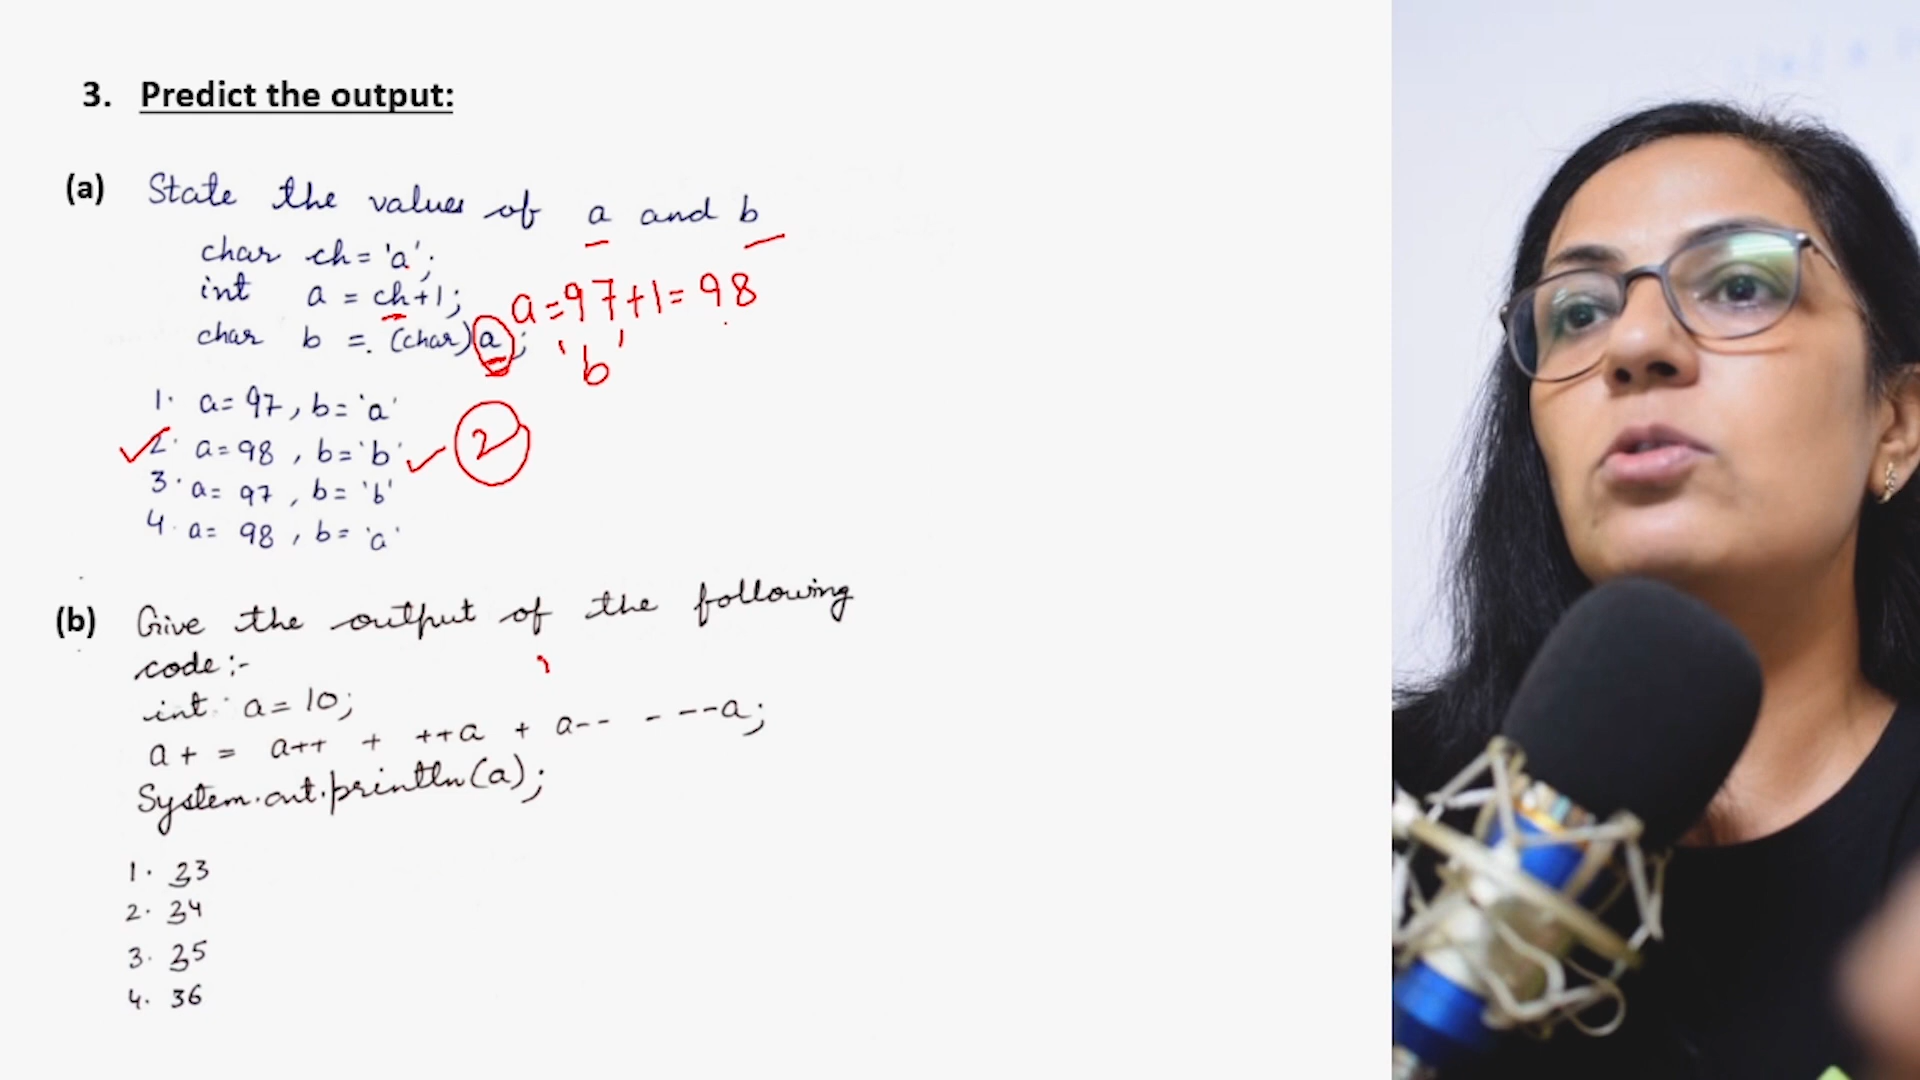 3. Predict the output:
(a) State the values of a and b
char ch = 'a';
int a = ch+1; a = 97+1 = 98
char b =. (char) a; 'b'
1. a= 97, b= 'a'
2. a= 98, b= 'b' 2
3. a= 97, b= 'b'
4. a= 98, b= 'a'
(b) Give the output of the following
code :-
int a = 10;
a + = a++ + ++a + a-- - --a;
System.out.println(a);
1. 33
2. 34
3. 35
4. 36